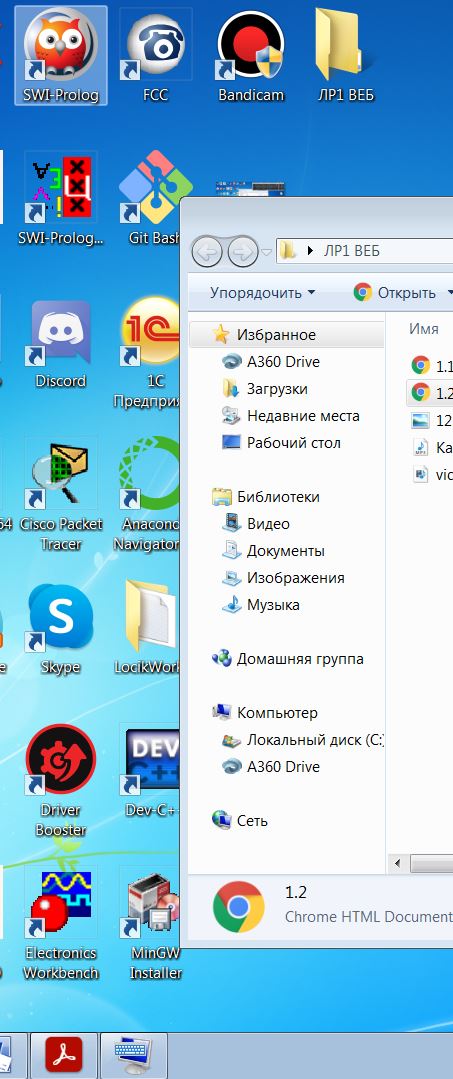 SWI-Prolog
FCC
Bandicam
ЛР1 ВЕБ
SWI-Prolog...
Git Bash
Discord
1С
Предприя
64
Cisco Packet
Tracer
Anacond
Navigator
Skype
LocikWork
Driver
Booster
DEV
C++
Dev-C+
Electronics
Workbench
MinGW
Installer
ЛР1 ВЕБ
Упорядочить
Открыть
Имя
Избранное
A360 Drive
Загрузки
Недавние места
Рабочий стол
Библиотеки
Видео
Документы
Изображения
Музыка
Домашняя группа
Компьютер
Локальный диск (C:)
A360 Drive
Сеть
1.1
1.2
12
Ка
vic
1.2
Chrome HTML Document